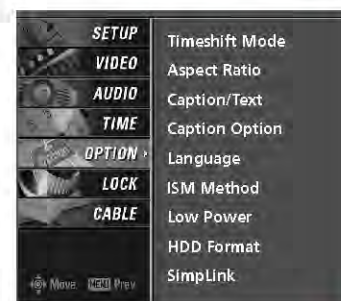 SETUP
VIDEO
AUDIO
TIME
OPTION
LOCK
CABLE
Move MENU Prev
Timeshift Mode
Aspect Ratio
Caption/Text
Caption Option
Language
ISM Method
Low Power
HDD Format
SimpLink